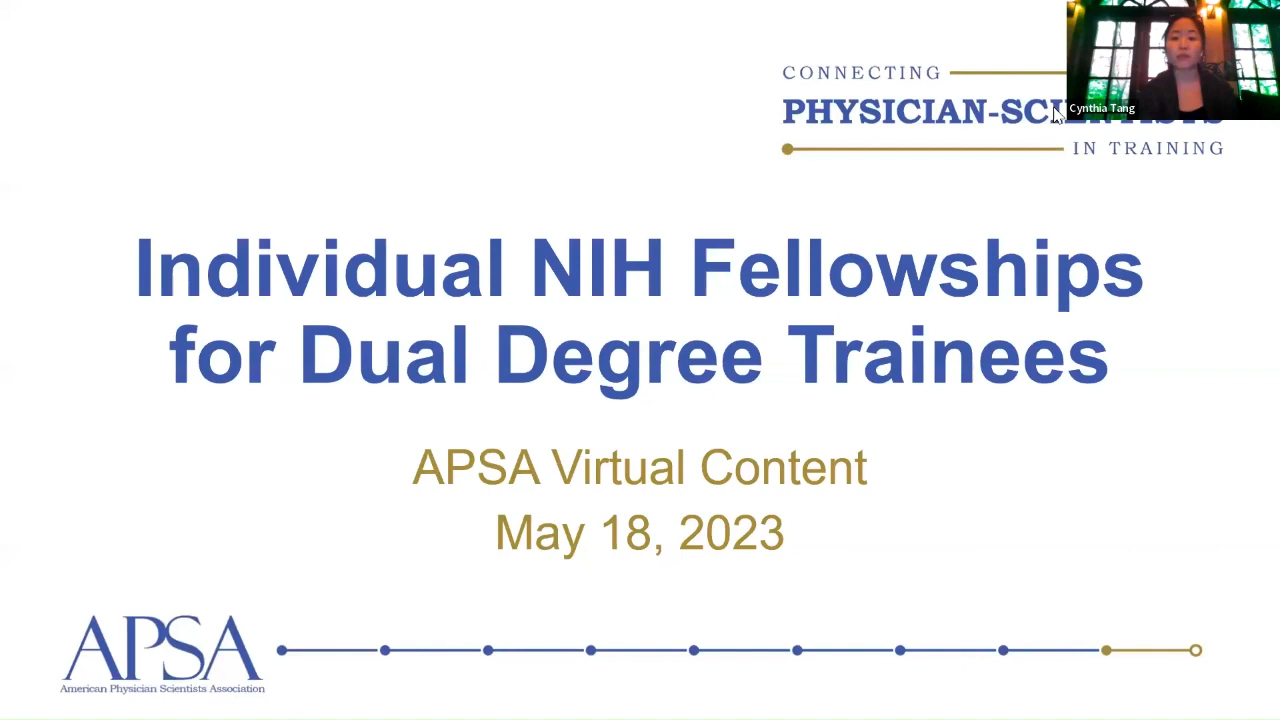 CONNECTING
PHYSICIAN-SCIENTISTS
IN TRAINING
Cynthia Tang
Individual NIH Fellowships
for Dual Degree Trainees
APSA Virtual Content
May 18, 2023
APSA
American Physician Scientists Association